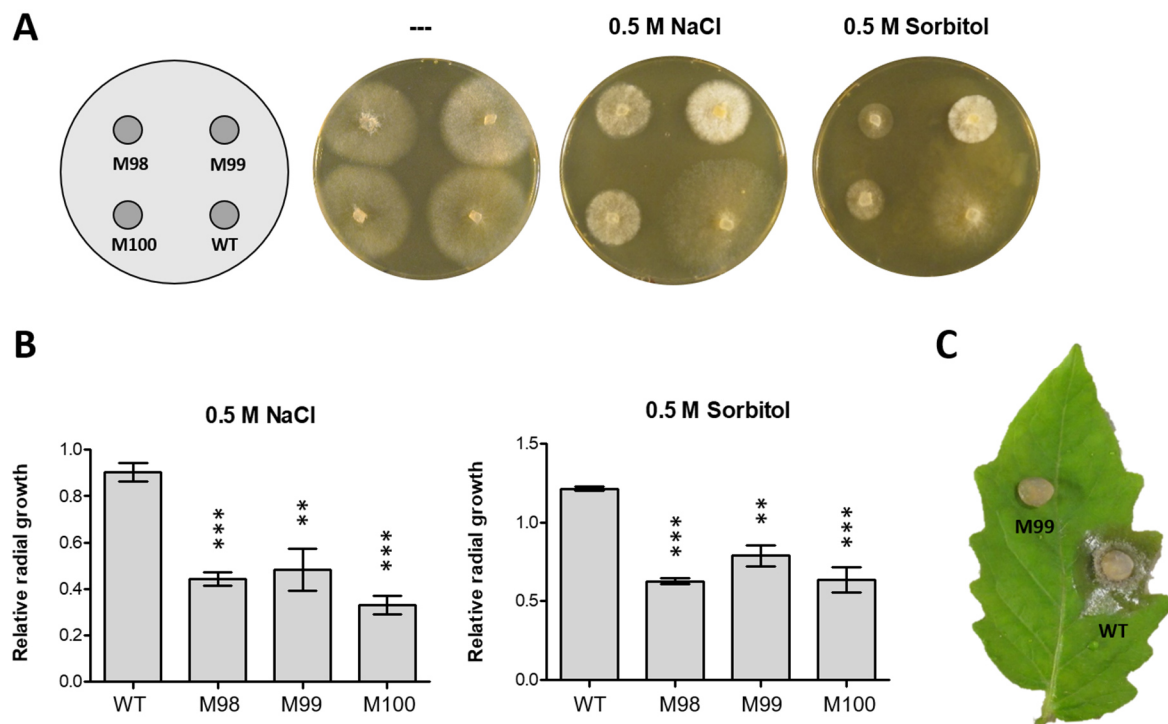 A
---
0.5 M NaCl
0.5 M Sorbitol
M98
M99
M100
WT
B
C
0.5 M NaCl
Relative radial growth
1.0
0.8
0.6
0.4
0.2
0.0
***
**
***
WT
M98
M99
M100
0.5 M Sorbitol
Relative radial growth
1.5
1.0
0.5
0.0
***
**
***
WT
M98
M99
M100
M99
WT